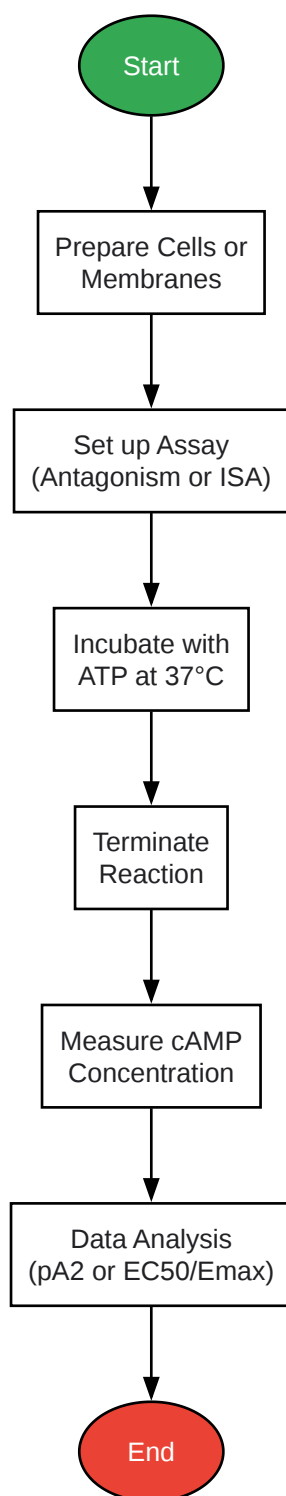 Start
Prepare Cells or
Membranes
Set up Assay
(Antagonism or ISA)
Incubate with
ATP at 37°C
Terminate
Reaction
Measure cAMP
Concentration
Data Analysis
(pA2 or EC50/Emax)
End